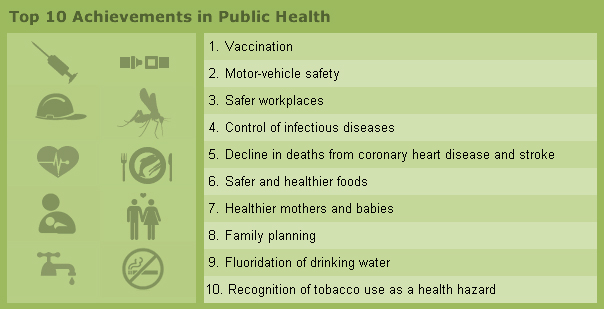 Top 10 Achievements in Public Health
1. Vaccination
2. Motor-vehicle safety
3. Safer workplaces
4. Control of infectious diseases
5. Decline in deaths from coronary heart disease and stroke
6. Safer and healthier foods
7. Healthier mothers and babies
8. Family planning
9. Fluoridation of drinking water
10. Recognition of tobacco use as a health hazard